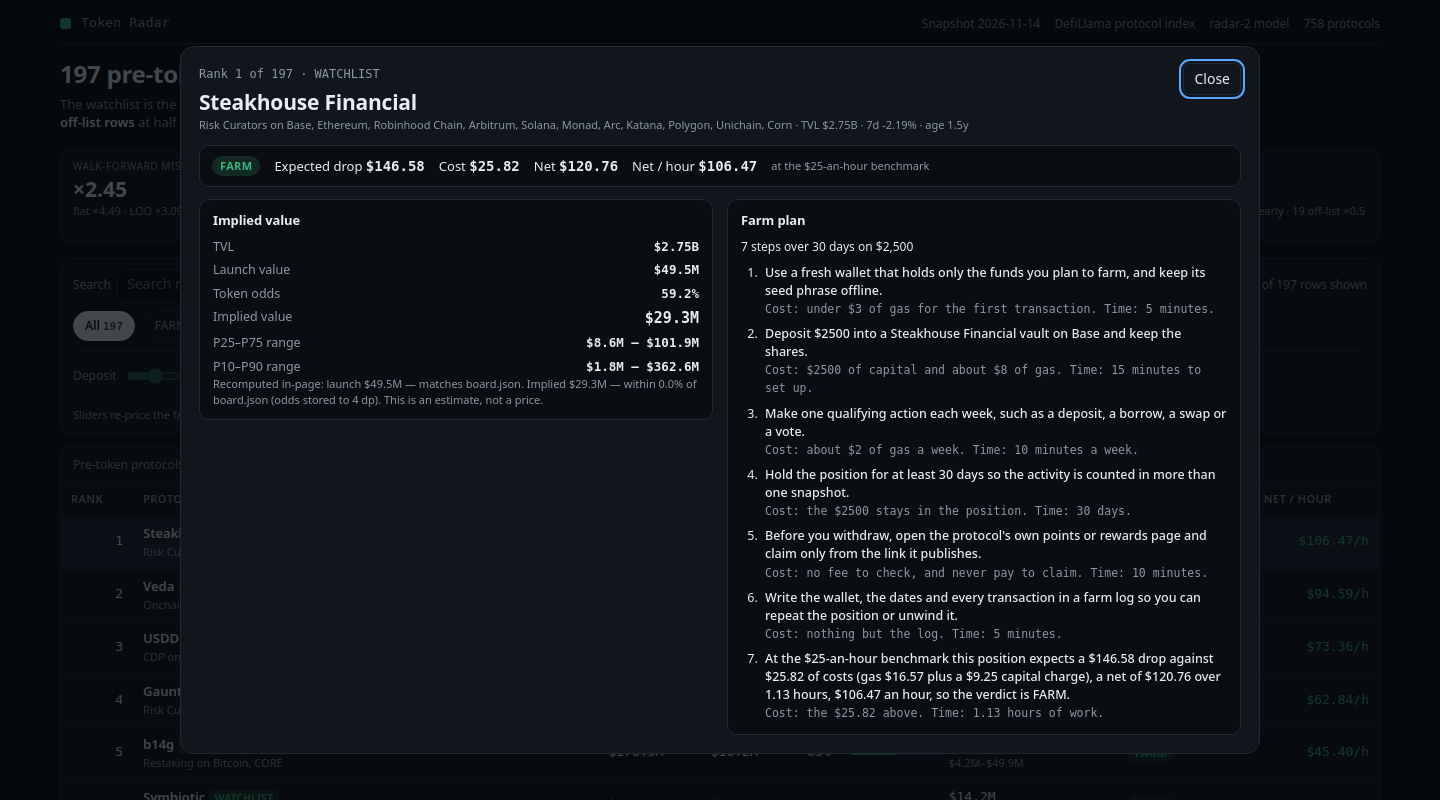 Token Radar
Snapshot 2026-11-14 DefiLlama protocol index radar-2 model 758 protocols
197 pre-to
The watchlist is the
off-list rows at half
WALK-FORWARD MIS
×2.45
flat ×4.49 · LOO ×3.09
early · 19 off-list ×0.5
Search Search
of 197 rows shown
All 197 FARM
Deposit
Sliders re-price the fa
Rank 1 of 197 · WATCHLIST
Close
Steakhouse Financial
Risk Curators on Base, Ethereum, Robinhood Chain, Arbitrum, Solana, Monad, Arc, Katana, Polygon, Unichain, Corn · TVL $2.75B · 7d -2.19% · age 1.5y
FARM Expected drop $146.58 Cost $25.82 Net $120.76 Net / hour $106.47 at the $25-an-hour benchmark
Implied value
TVL $2.75B
Launch value $49.5M
Token odds 59.2%
Implied value $29.3M
P25–P75 range $8.6M – $101.9M
P10–P90 range $1.8M – $362.6M
Recomputed in-page: launch $49.5M — matches board.json. Implied $29.3M — within 0.0% of
board.json (odds stored to 4 dp). This is an estimate, not a price.
Farm plan
7 steps over 30 days on $2,500
1. Use a fresh wallet that holds only the funds you plan to farm, and keep its
seed phrase offline.
Cost: under $3 of gas for the first transaction. Time: 5 minutes.
2. Deposit $2500 into a Steakhouse Financial vault on Base and keep the
shares.
Cost: $2500 of capital and about $8 of gas. Time: 15 minutes to
set up.
3. Make one qualifying action each week, such as a deposit, a borrow, a swap or
a vote.
Cost: about $2 of gas a week. Time: 10 minutes a week.
4. Hold the position for at least 30 days so the activity is counted in more than
one snapshot.
Cost: the $2500 stays in the position. Time: 30 days.
5. Before you withdraw, open the protocol's own points or rewards page and
claim only from the link it publishes.
Cost: no fee to check, and never pay to claim. Time: 10 minutes.
6. Write the wallet, the dates and every transaction in a farm log so you can
repeat the position or unwind it.
Cost: nothing but the log. Time: 5 minutes.
7. At the $25-an-hour benchmark this position expects a $146.58 drop against
$25.82 of costs (gas $16.57 plus a $9.25 capital charge), a net of $120.76 over
1.13 hours, $106.47 an hour, so the verdict is FARM.
Cost: the $25.82 above. Time: 1.13 hours of work.
Pre-token protocols
RANK PROTO NET / HOUR
1 Steak $106.47/h
Risk Cu
2 Veda $94.59/h
Onchai
3 USDD $73.36/h
CDP on
4 Gaunt $62.84/h
Risk Cu
5 b14g $45.40/h
Restaking on Bitcoin, CORE $4.2M–$49.9M
Symbiotic WATCHLIST $14.2M